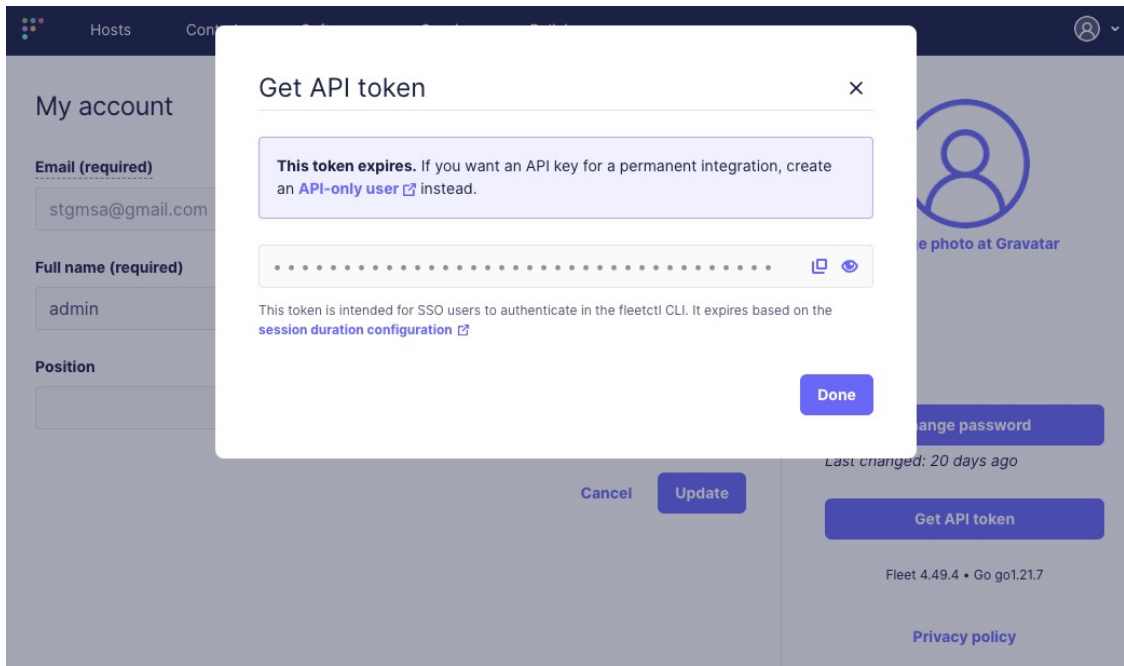 Hosts
Get API token
My account
This token expires. If you want an API key for a permanent integration, create
an API-only user instead.
Email (required)
stgmsa@gmail.com
e photo at Gravatar
Full name (required)
admin
This token is intended for SSO users to authenticate in the fleetctl CLI. It expires based on the
session duration configuration
Position
Done
ange password
Last changed: 20 days ago
Cancel
Update
Get API token
Fleet 4.49.4 • Go go1.21.7
Privacy policy